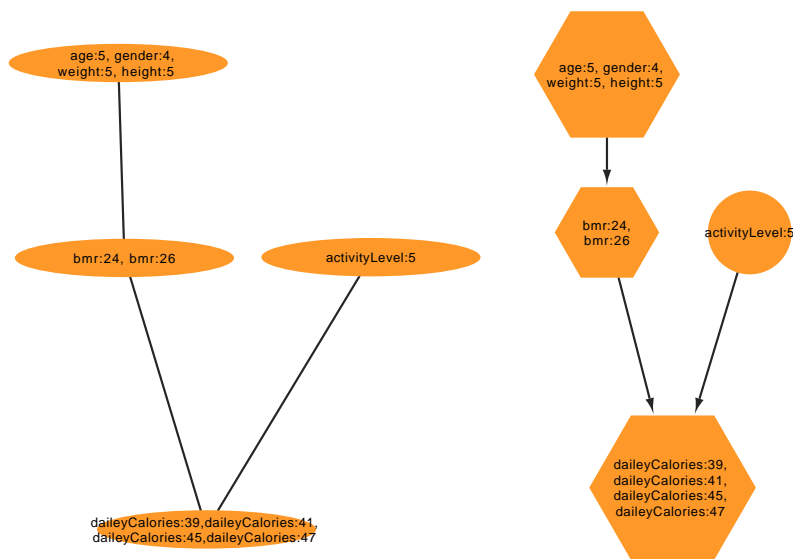 age:5, gender:4,
weight:5, height:5
bmr:24, bmr:26
activityLevel:5
daileyCalories:39,daileyCalories:41,
daileyCalories:45,daileyCalories:47
age:5, gender:4,
weight:5, height:5
bmr:24,
bmr:26
activityLevel:5
daileyCalories:39,
daileyCalories:41,
daileyCalories:45,
daileyCalories:47